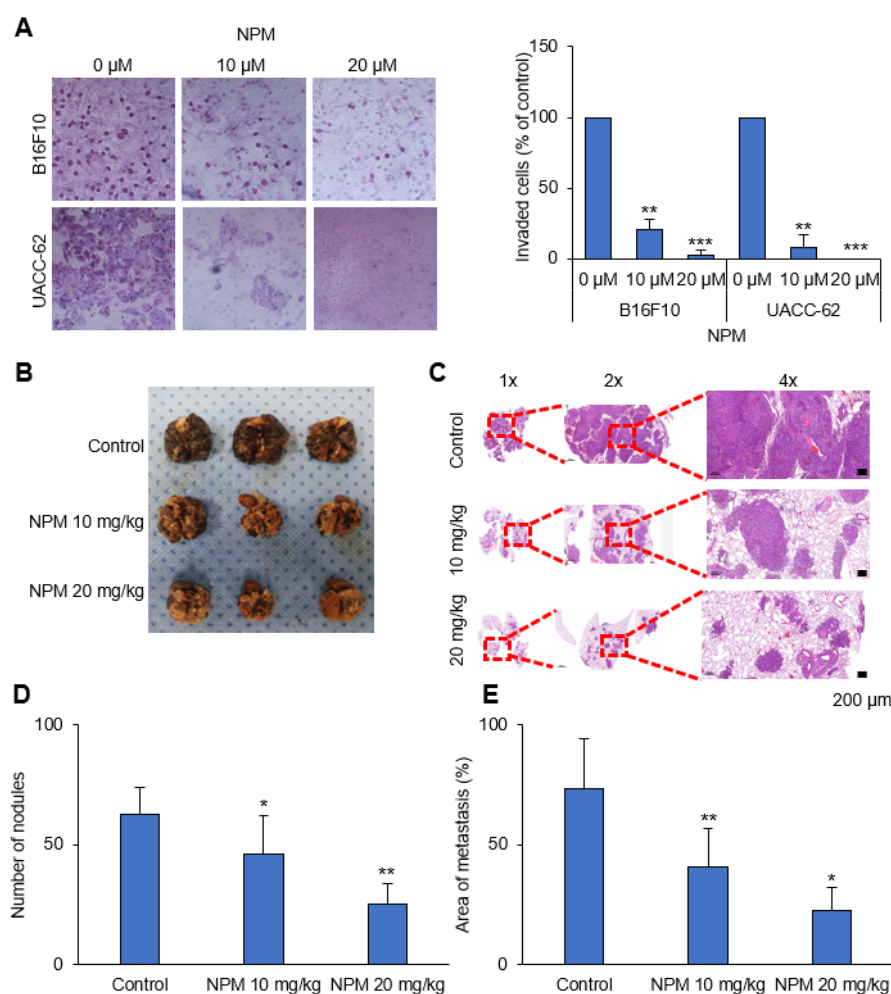 A
NPM
0 µM 10 µM 20 µM
B16F10
UACC-62
Invaded cells (% of control)
150
100
50
0
** *** ** ***
0 µM 10 µM 20 µM 0 µM 10 µM 20 µM
B16F10 UACC-62
NPM
B
Control
NPM 10 mg/kg
NPM 20 mg/kg
C
1x 2x 4x
Control
10 mg/kg
20 mg/kg
200 µm
D
Number of nodules
100
50
0
* **
Control NPM 10 mg/kg NPM 20 mg/kg
E
Area of metastasis (%)
100
50
0
** *
Control NPM 10 mg/kg NPM 20 mg/kg